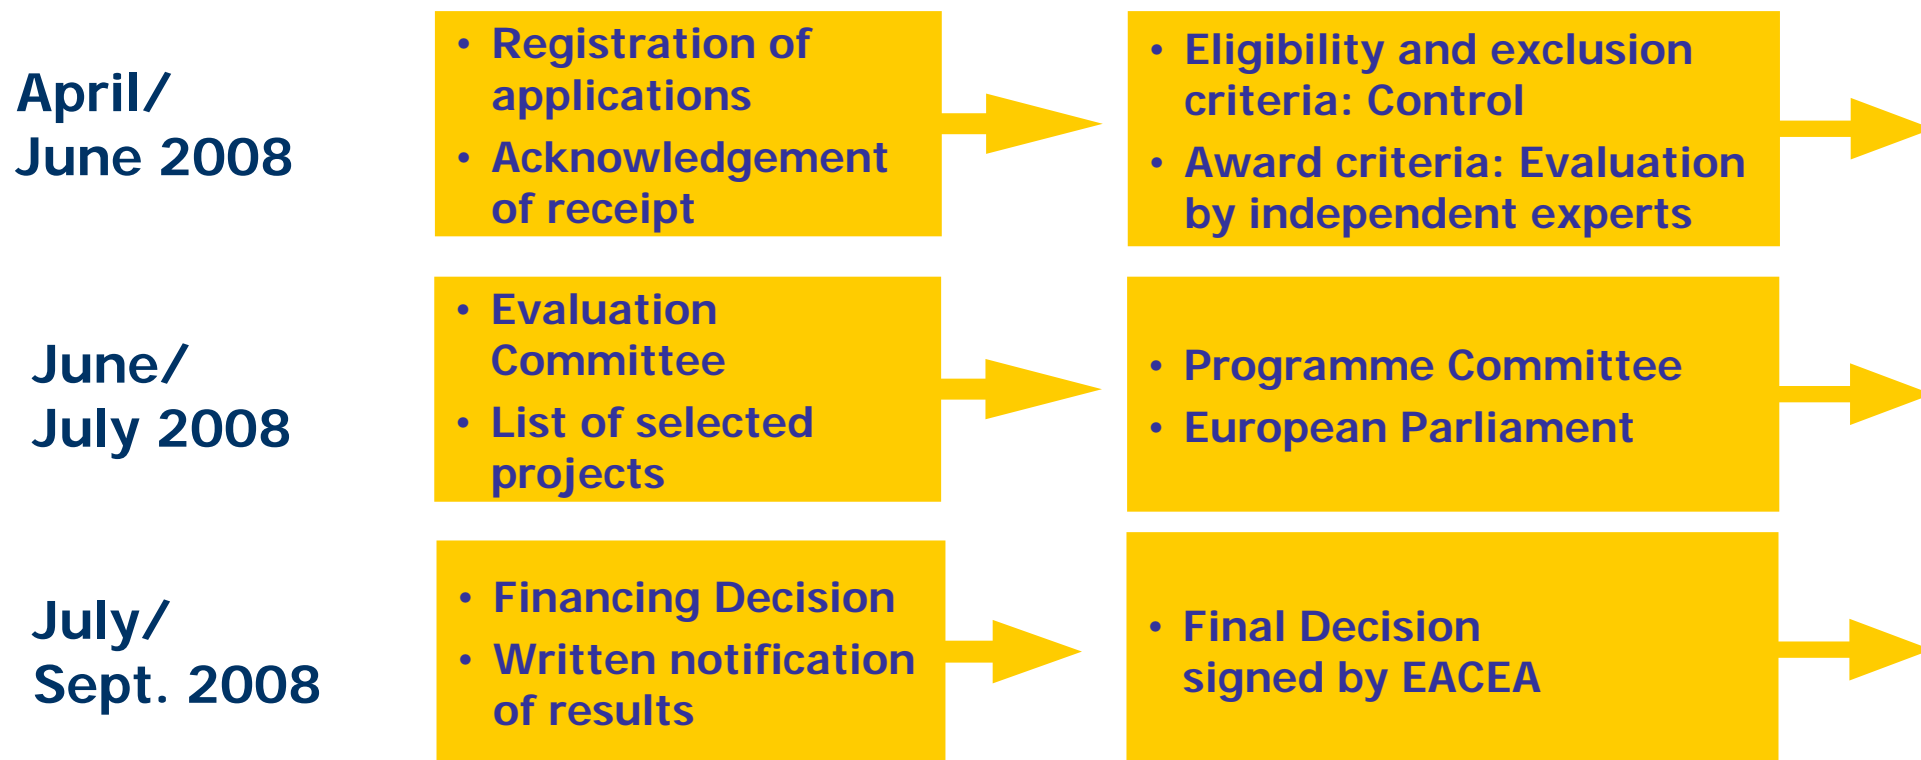 April/
June 2008
• Registration of
applications
• Acknowledgement
of receipt
• Eligibility and exclusion
criteria: Control
• Award criteria: Evaluation
by independent experts
June/
July 2008
• Evaluation
Committee
• List of selected
projects
• Programme Committee
• European Parliament
July/
Sept. 2008
• Financing Decision
• Written notification
of results
• Final Decision
signed by EACEA